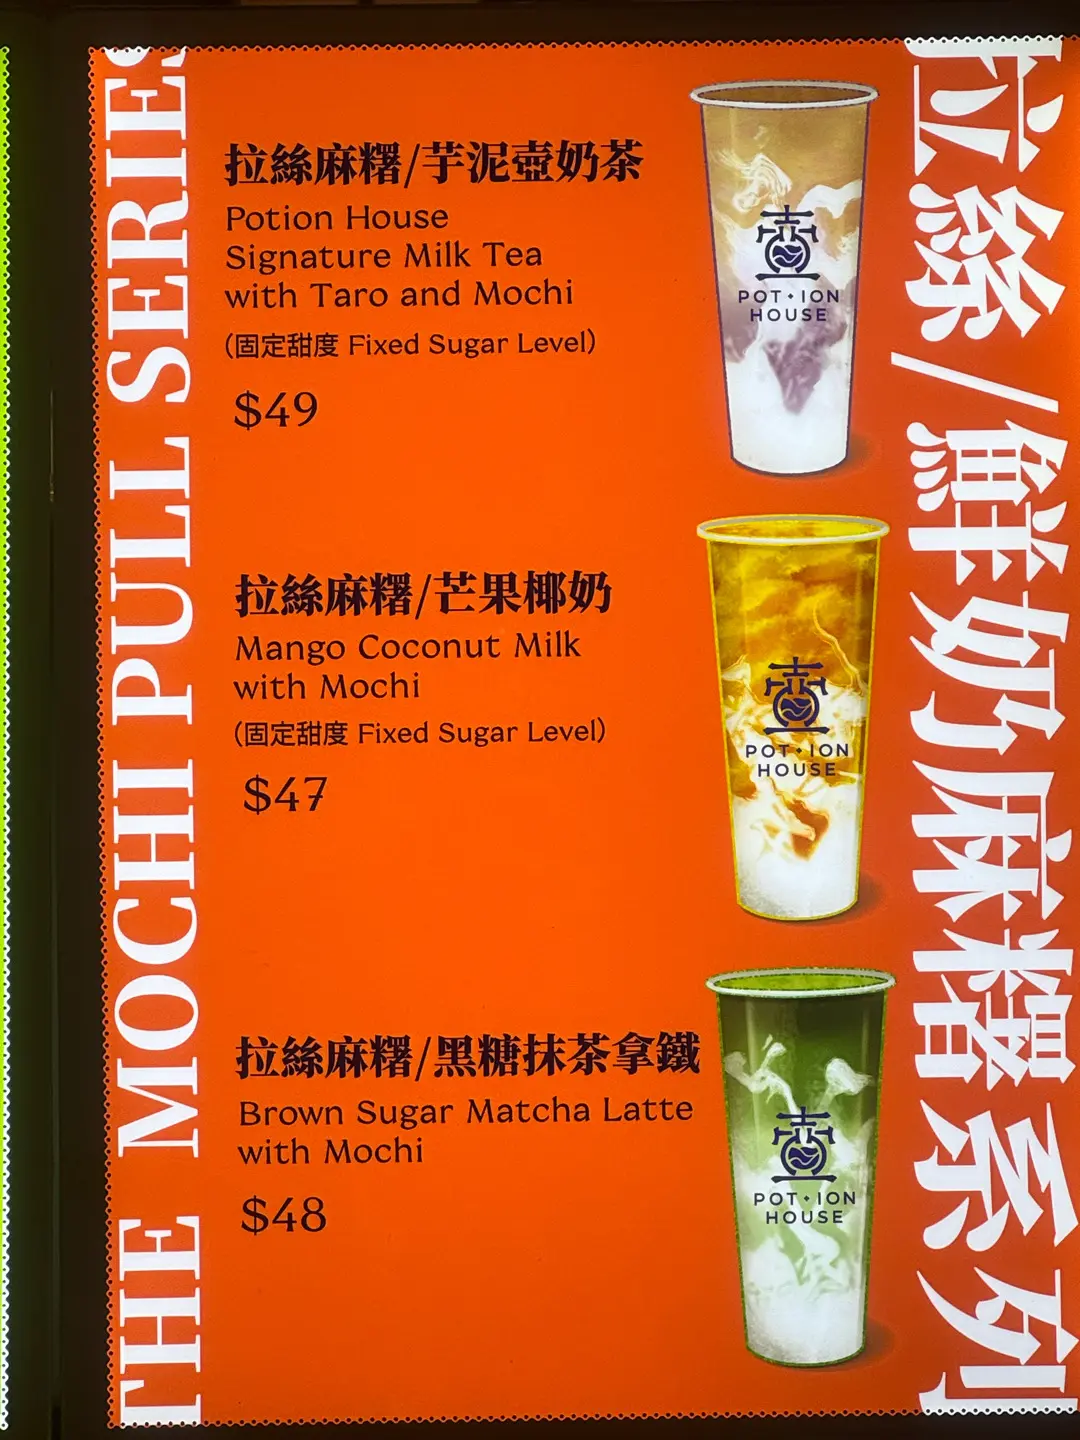 THE MOCHI PULL SERIES
拉絲麻糬/芋泥壺奶茶
Potion House
Signature Milk Tea
with Taro and Mochi
(固定甜度 Fixed Sugar Level)
$49
POT·ION
HOUSE
拉絲麻糬/芒果椰奶
Mango Coconut Milk
with Mochi
(固定甜度 Fixed Sugar Level)
$47
POT·ION
HOUSE
拉絲麻糬/黑糖抹茶拿鐵
Brown Sugar Matcha Latte
with Mochi
$48
POT·ION
HOUSE
拉絲/鮮奶麻糬系列